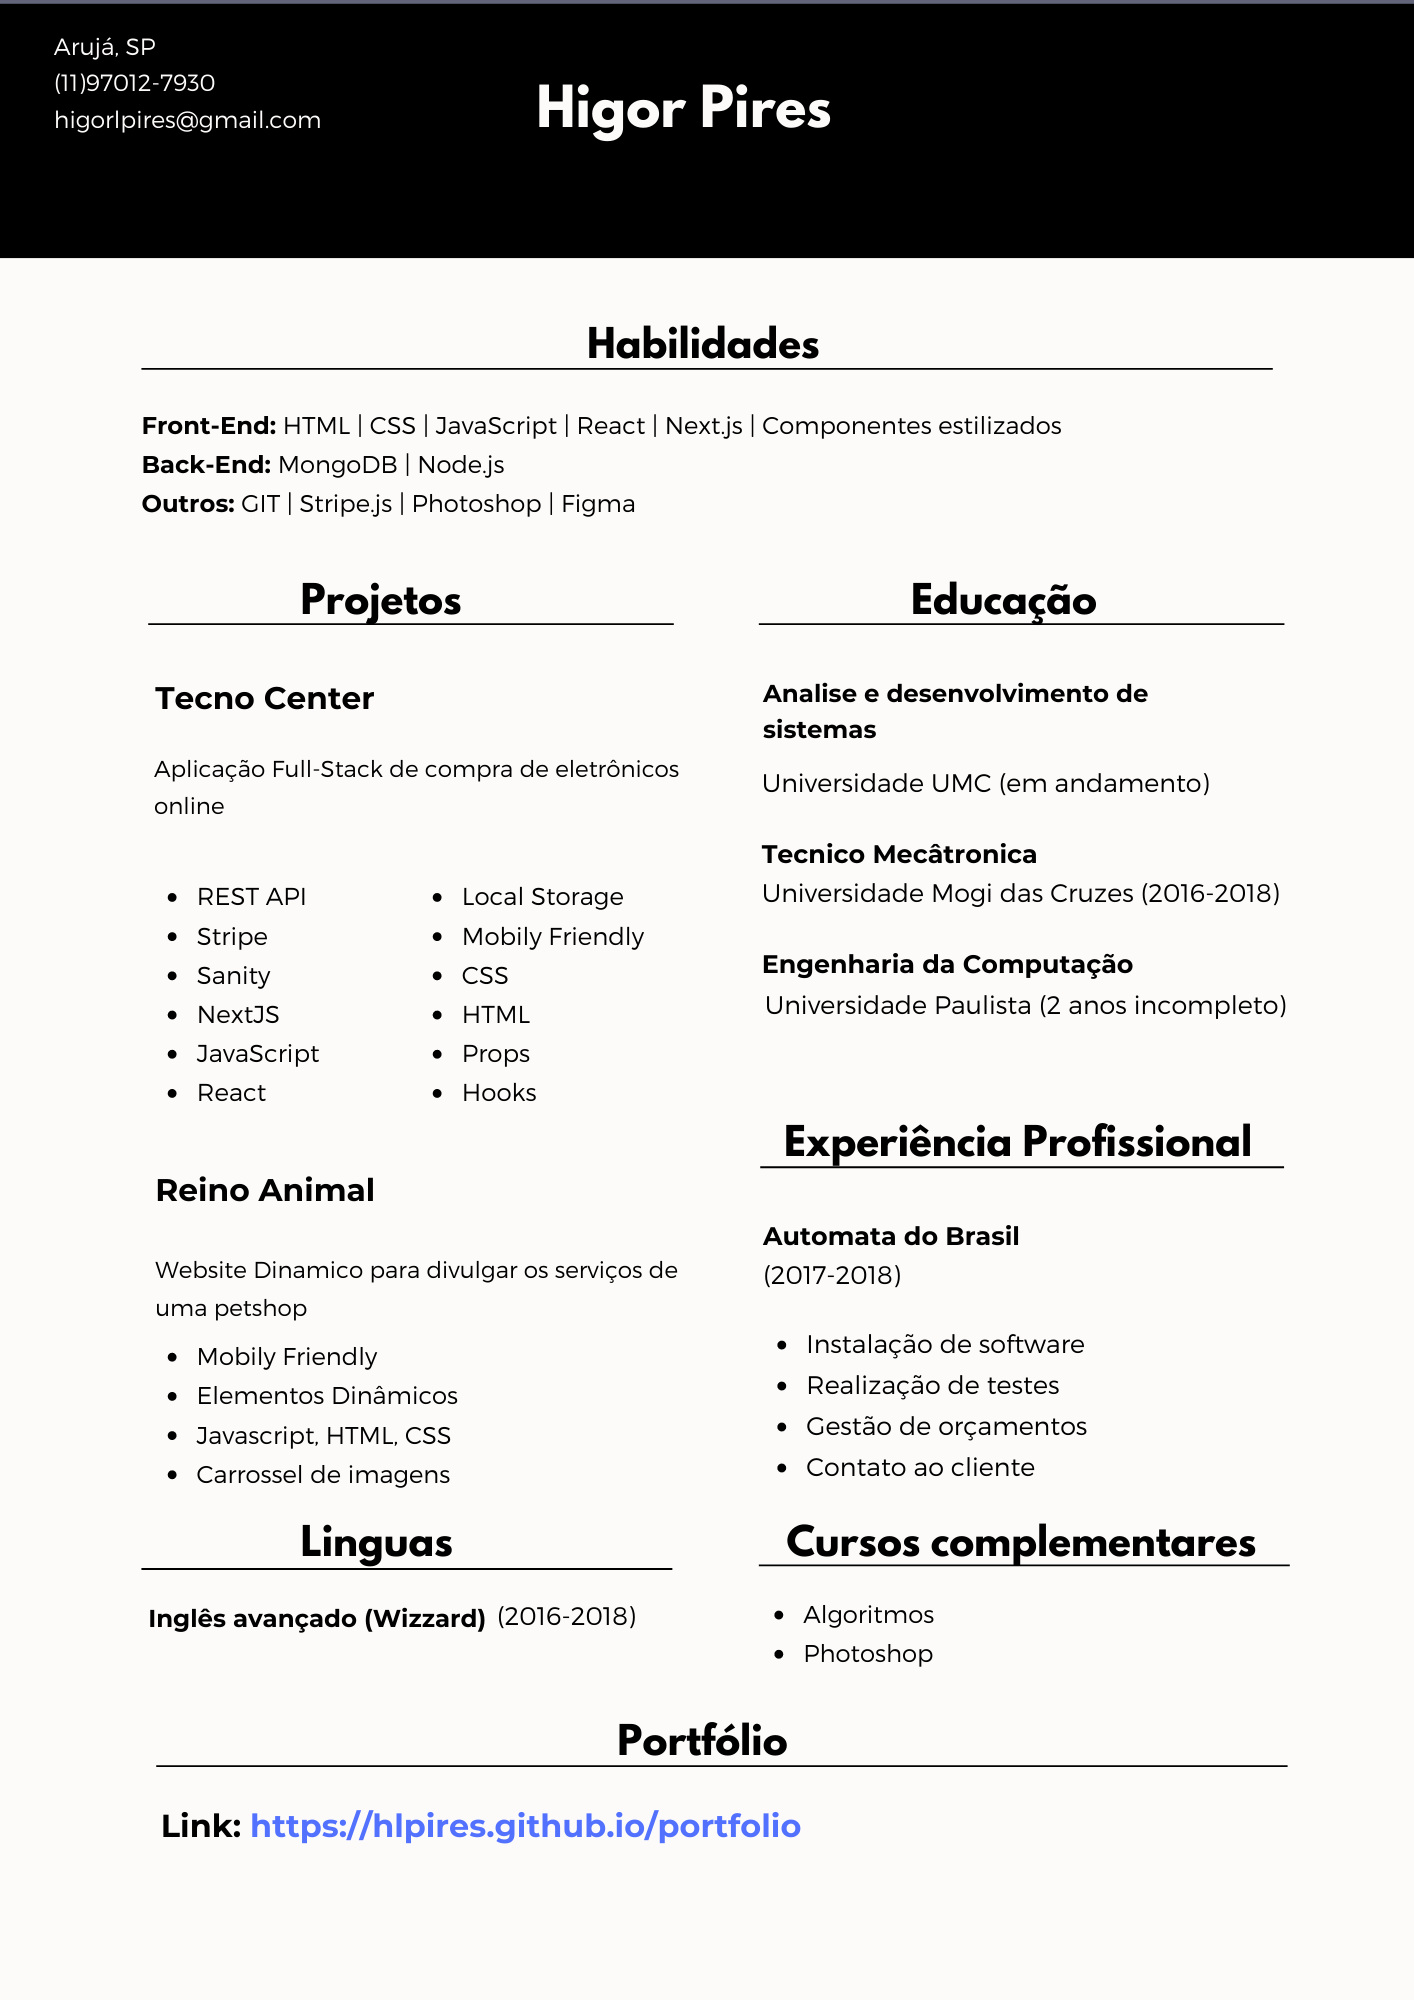 Arujá, SP
(11)97012-7930
higorlpires@gmail.com
Higor Pires
Habilidades
Front-End: HTML | CSS | JavaScript | React | Next.js | Componentes estilizados
Back-End: MongoDB | Node.js
Outros: GIT | Stripe.js | Photoshop | Figma
Projetos
Tecno Center
Aplicação Full-Stack de compra de eletrônicos
online
• REST API
• Stripe
• Sanity
• NextJS
• JavaScript
• React
• Local Storage
• Mobily Friendly
• CSS
• HTML
• Props
• Hooks
Reino Animal
Website Dinamico para divulgar os serviços de
uma petshop
• Mobily Friendly
• Elementos Dinâmicos
• Javascript, HTML, CSS
• Carrossel de imagens
Linguas
Inglês avançado (Wizzard) (2016-2018)
Educação
Analise e desenvolvimento de
sistemas
Universidade UMC (em andamento)
Tecnico Mecâtronica
Universidade Mogi das Cruzes (2016-2018)
Engenharia da Computação
Universidade Paulista (2 anos incompleto)
Experiência Profissional
Automata do Brasil
(2017-2018)
• Instalação de software
• Realização de testes
• Gestão de orçamentos
• Contato ao cliente
Cursos complementares
• Algoritmos
• Photoshop
Portfólio
Link: https://hlpires.github.io/portfolio